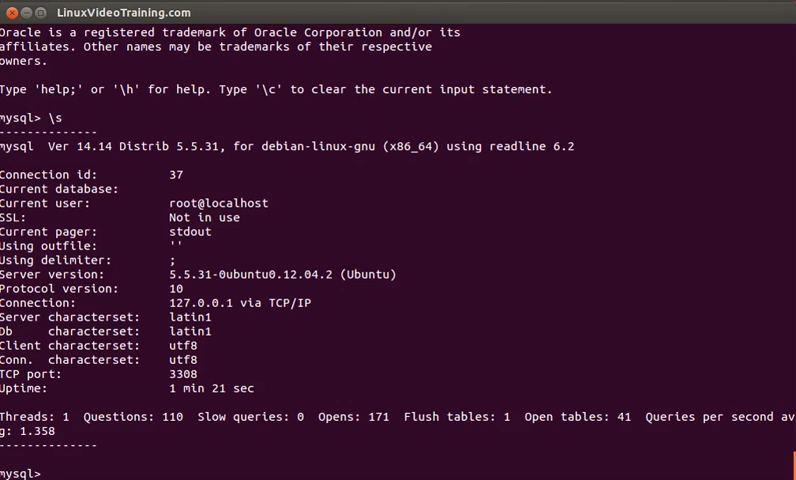 LinuxVideoTraining.com
Oracle is a registered trademark of Oracle Corporation and/or its
affiliates. Other names may be trademarks of their respective
owners.
Type 'help;' or '\h' for help. Type '\c' to clear the current input statement.
mysql> \s
--------------
mysql  Ver 14.14 Distrib 5.5.31, for debian-linux-gnu (x86_64) using readline 6.2
Connection id:          37
Current database:
Current user:           root@localhost
SSL:                    Not in use
Current pager:          stdout
Using outfile:          ''
Using delimiter:        ;
Server version:         5.5.31-0ubuntu0.12.04.2 (Ubuntu)
Protocol version:       10
Connection:             127.0.0.1 via TCP/IP
Server characterset:    latin1
Db     characterset:    latin1
Client characterset:    utf8
Conn.  characterset:    utf8
TCP port:               3308
Uptime:                 1 min 21 sec
Threads: 1  Questions: 110  Slow queries: 0  Opens: 171  Flush tables: 1  Open tables: 41  Queries per second av
g: 1.358
--------------
mysql>